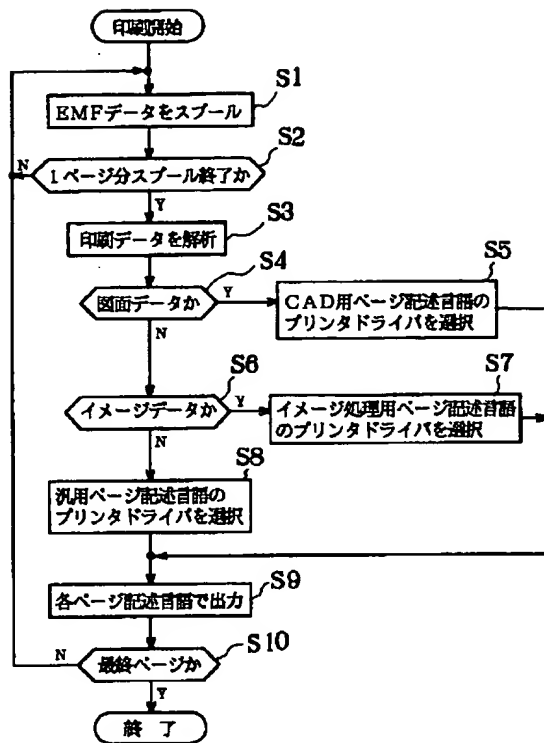 印刷開始
S1
EMFデータをスプール
S2
N
1ページ分スプール終了か
Y
S3
印刷データを解析
S4
図面データか
Y
N
S5
CAD用ページ記述言語の
プリンタドライバを選択
S6
イメージデータか
Y
N
S7
イメージ処理用ページ記述言語
のプリンタドライバを選択
S8
汎用ページ記述言語の
プリンタドライバを選択
S9
各ページ記述言語で出力
S10
N
最終ページか
Y
終了